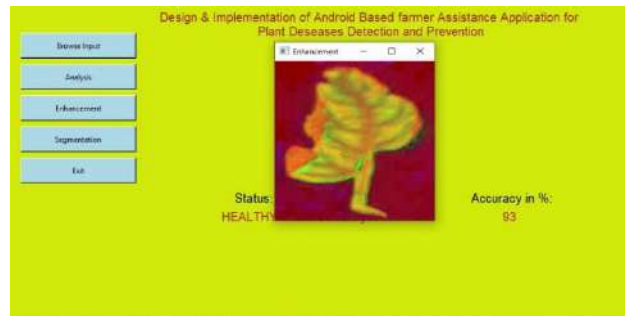 Design & Implementation of Android Based farmer Assistance Application for
Plant Deseases Detection and Prevention
Browse Input
Analysis
Enhancement
Segmentation
Exit
Enhancement
Status:
HEALTHY
Accuracy in %:
93